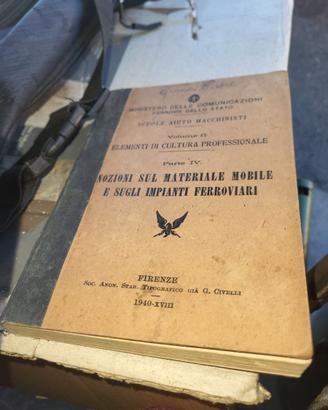 MINISTERO DELLE COMUNICAZIONI
FERROVIE DELLO STATO
SCUOLE AIUTO MACCHINISTI
Volume II
ELEMENTI DI CULTURA PROFESSIONALE
Parte IV.
NOZIONI SUL MATERIALE MOBILE
E SUGLI IMPIANTI FERROVIARI
FIRENZE
Soc. Anon. Stab. Tipografico già G. Civelli
1940-XVIII